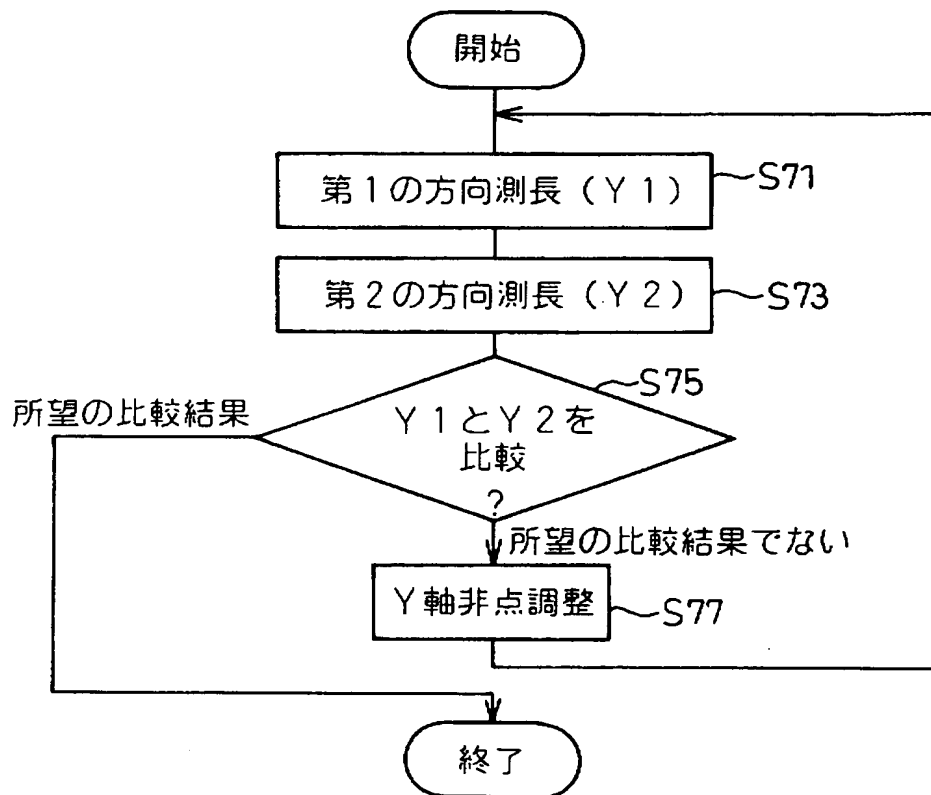 開始
第1の方向測長(Y1)
S71
第2の方向測長(Y2)
S73
S75
所望の比較結果
Y1とY2を
比較
?
所望の比較結果でない
Y軸非点調整
S77
終了